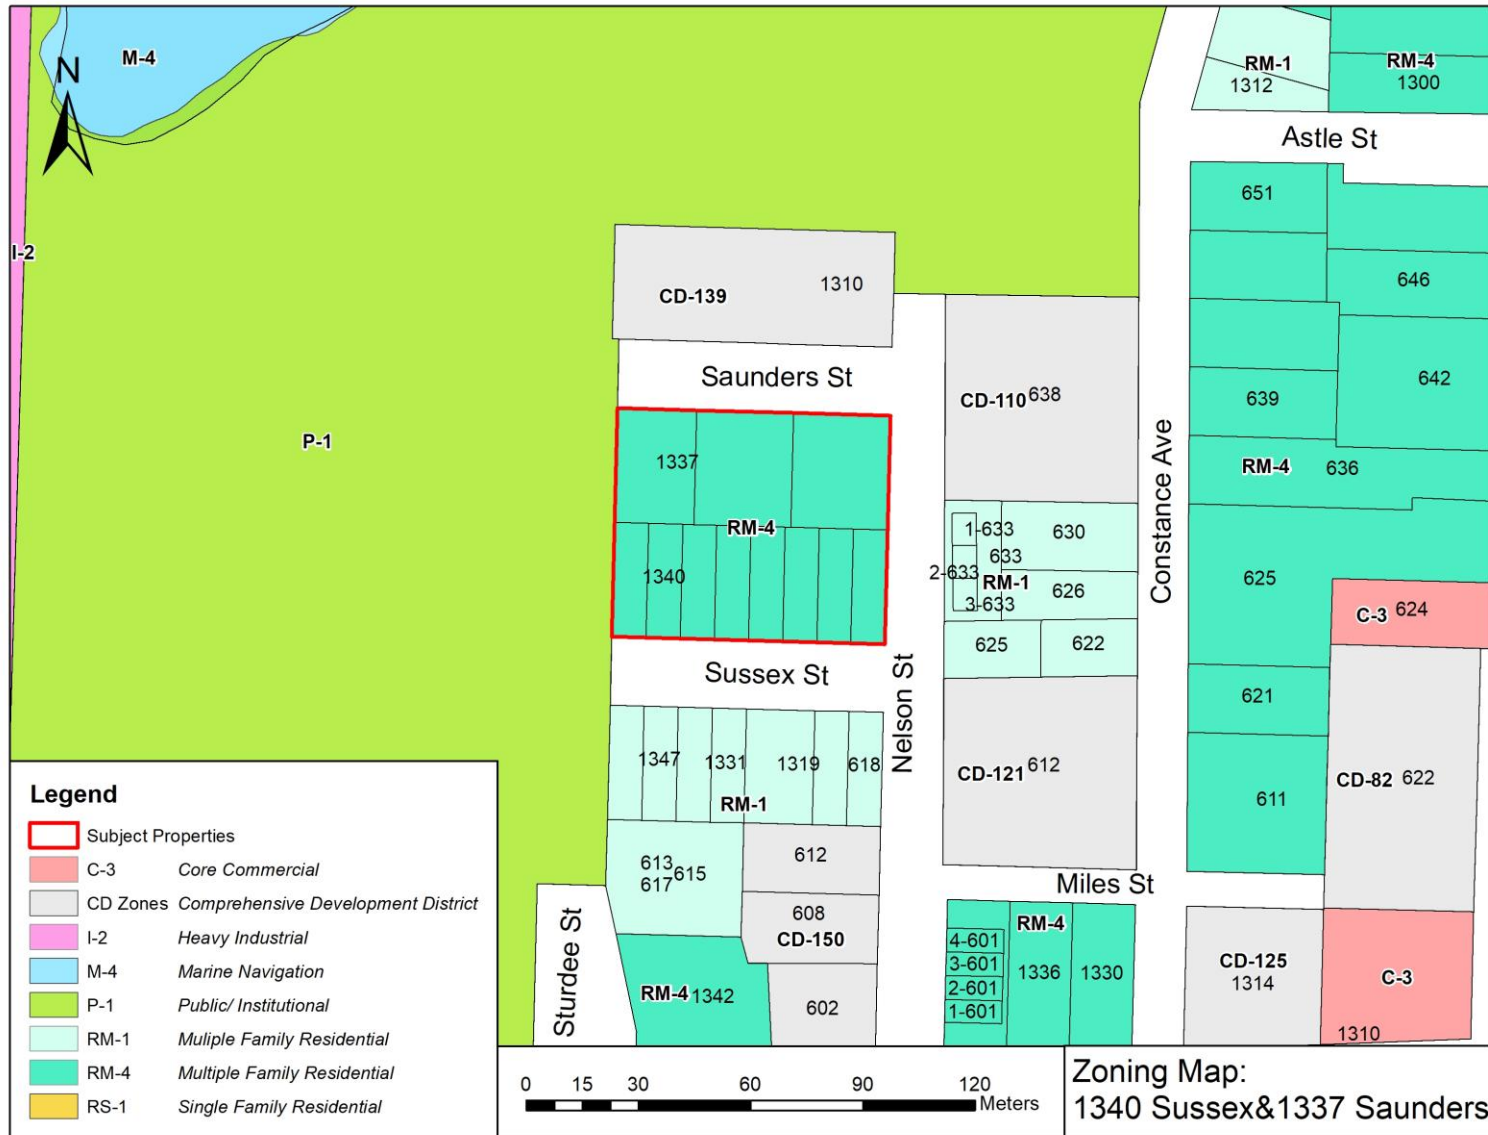 M-4
N
I-2
P-1
RM-1
1312
RM-4
1300
Astle St
651
646
CD-139
1310
Saunders St
CD-110 638
642
639
Constance Ave
RM-4
636
1337
RM-4
1340
1-633
630
633
2-633
RM-1
626
3-633
625
622
625
C-3 624
Sussex St
Nelson St
621
1347
1331
1319
618
RM-1
CD-121 612
CD-82 622
611
613
615
617
612
608
CD-150
Miles St
Sturdee St
RM-4 1342
602
RM-4
4-601
3-601
2-601
1-601
1336
1330
CD-125
1314
C-3
1310
Legend
Subject Properties
C-3 Core Commercial
CD Zones Comprehensive Development District
I-2 Heavy Industrial
M-4 Marine Navigation
P-1 Public/ Institutional
RM-1 Muliple Family Residential
RM-4 Multiple Family Residential
RS-1 Single Family Residential
0 15 30 60 90 120
Meters
Zoning Map:
1340 Sussex&1337 Saunders